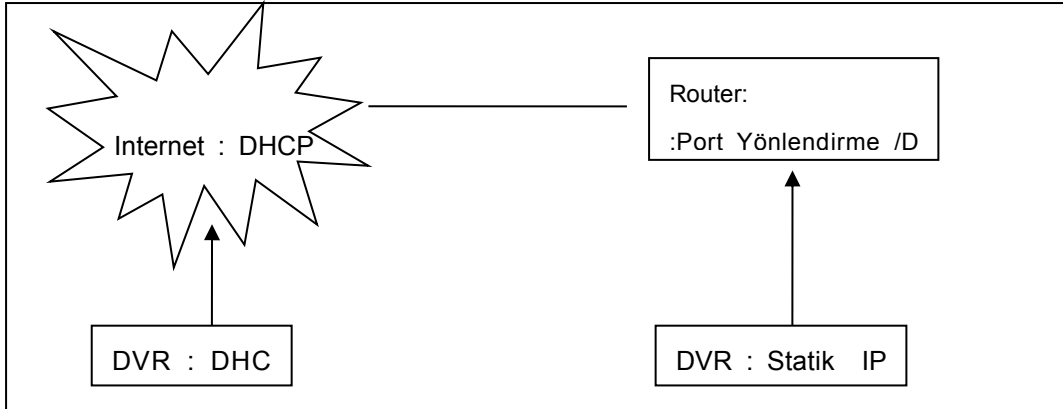 Internet : DHCP
Router:
:Port Yönlendirme /D
DVR : DHC
DVR : Statik IP